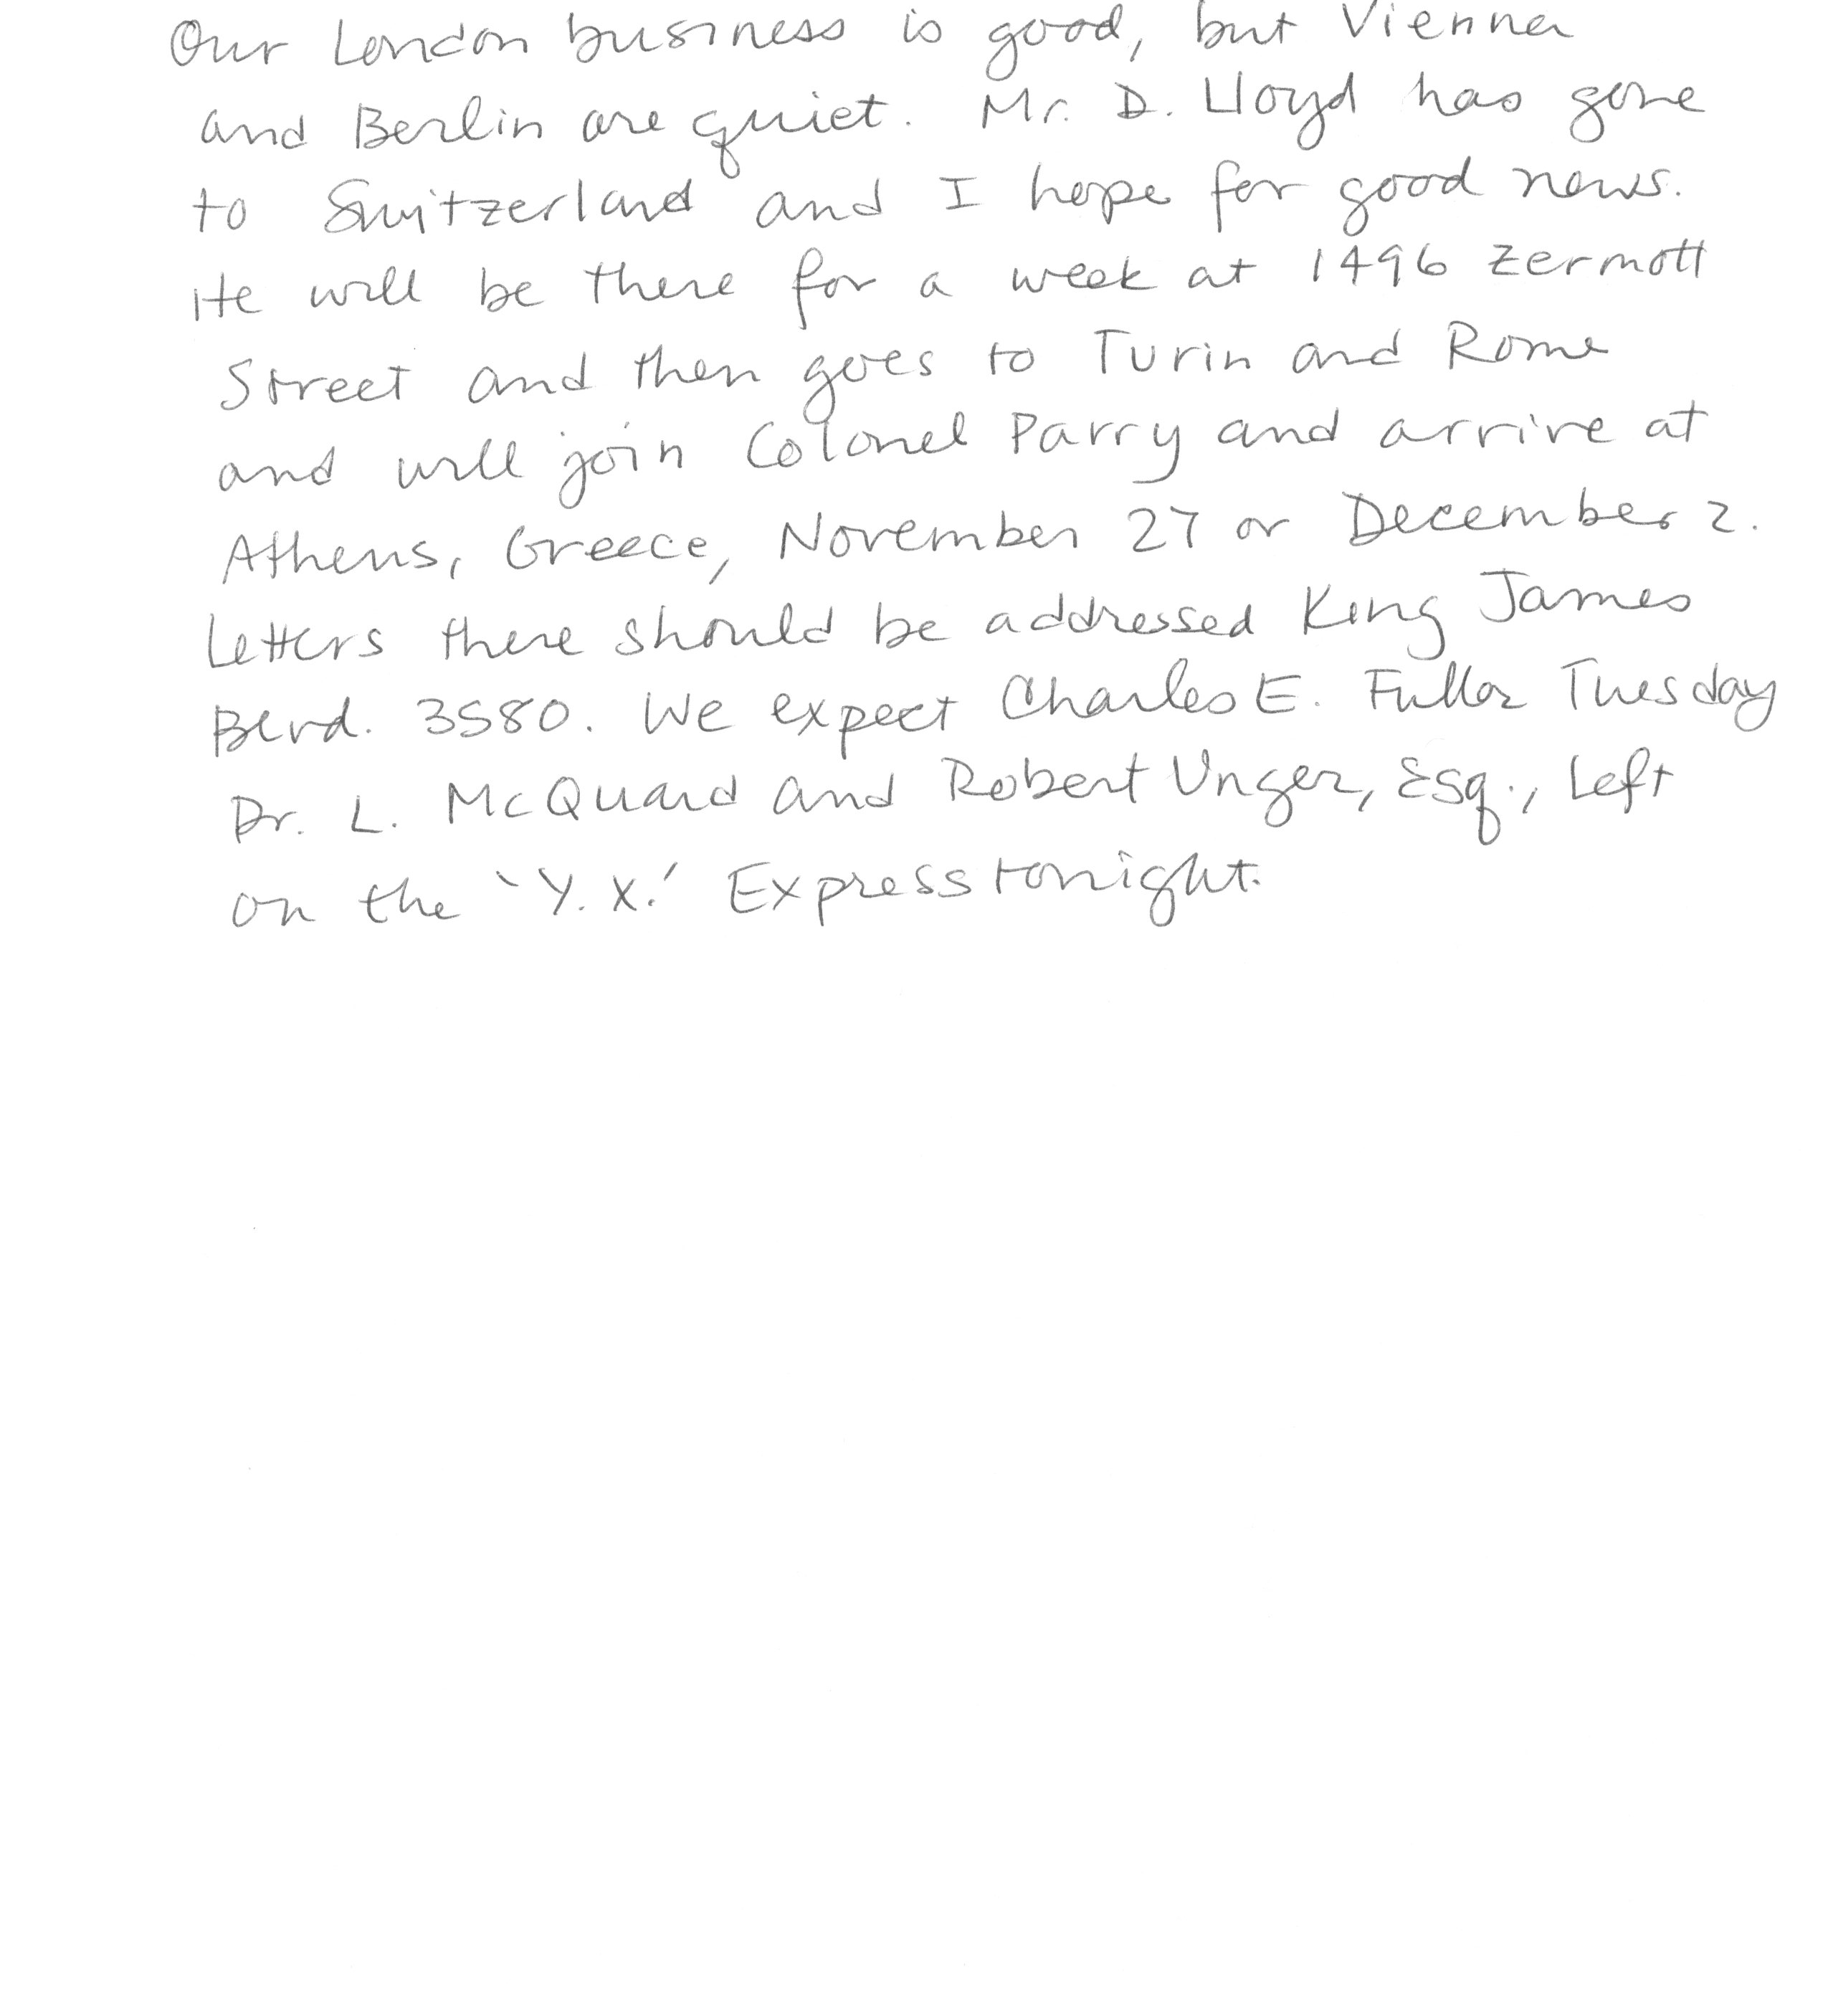 Our London business is good, but Vienna
and Berlin are quiet. Mr. D. Lloyd has gone
to Switzerland and I hope for good news.
He will be there for a week at 1496 Zermott
Street and then goes to Turin and Rome
and will join Colonel Parry and arrive at
Athens, Greece, November 27 or December 2.
Letters there should be addressed King James
Blvd. 3580. We expect Charles E. Fuller Tuesday
Dr. L. McQuaid and Robert Unger, Esq., Left
on the 'Y.X.' Express tonight.